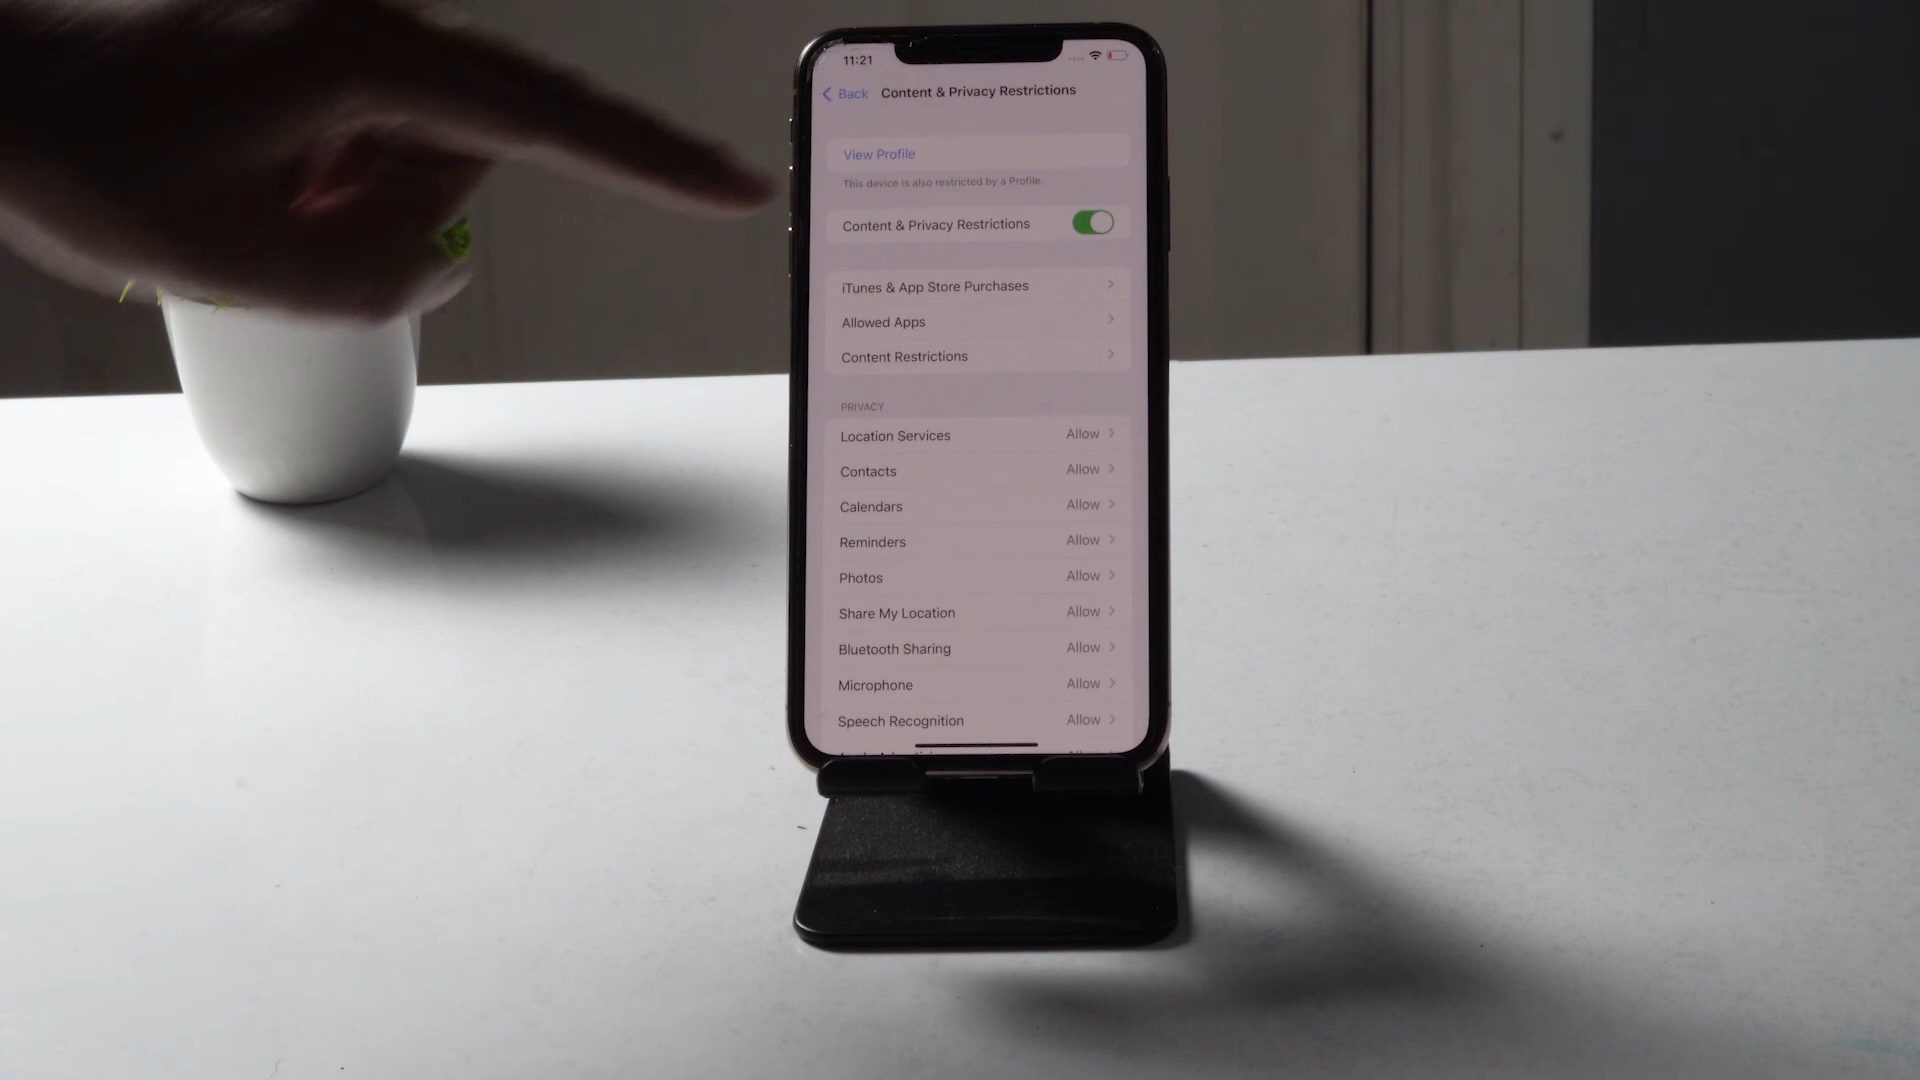 11:21
Back Content & Privacy Restrictions
View Profile
This device is also restricted by a Profile.
Content & Privacy Restrictions
iTunes & App Store Purchases
Allowed Apps
Content Restrictions
PRIVACY
Location Services Allow
Contacts Allow
Calendars Allow
Reminders Allow
Photos Allow
Share My Location Allow
Bluetooth Sharing Allow
Microphone Allow
Speech Recognition Allow